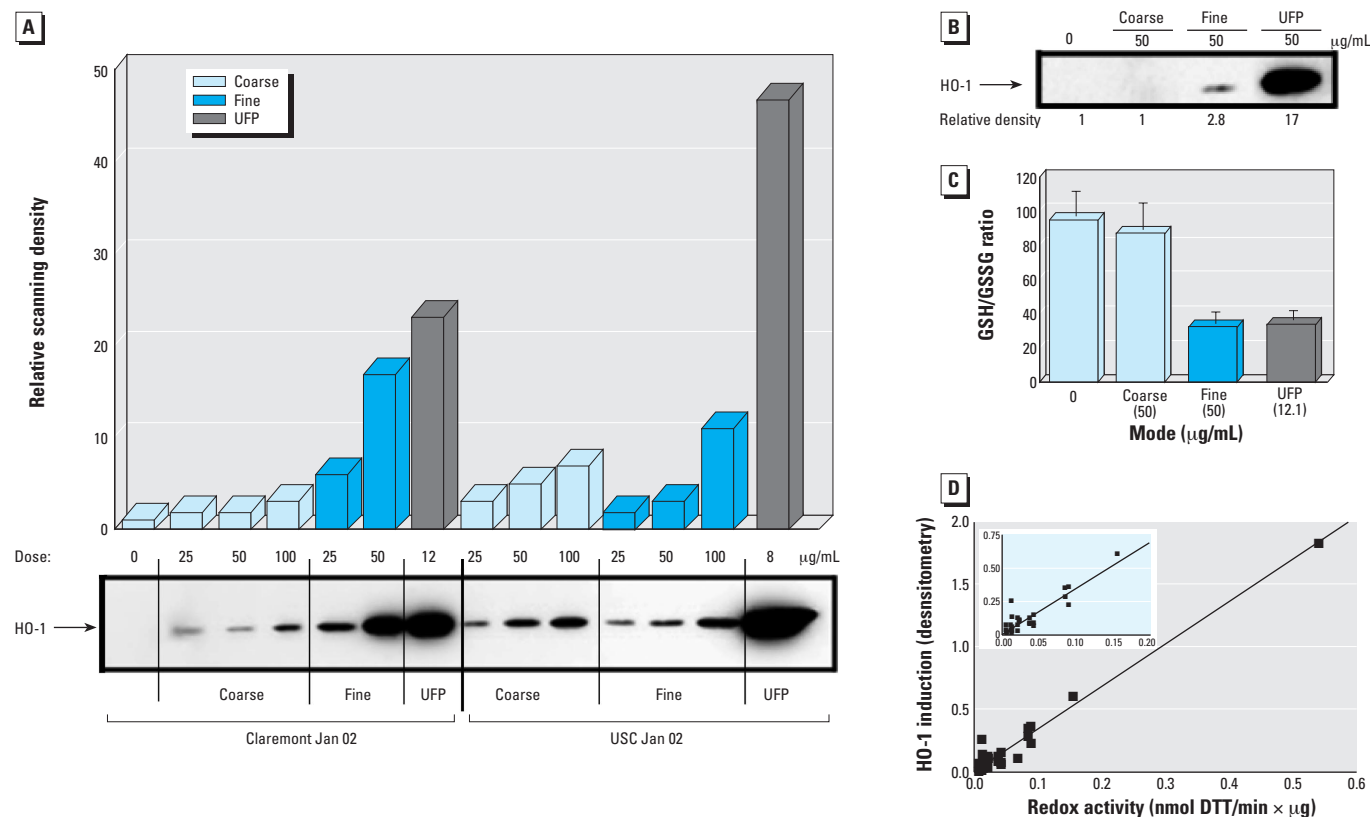 A
Relative scanning density
50
40
30
20
10
0
Coarse
Fine
UFP
Dose: 0 25 50 100 25 50 12 25 50 100 25 50 100 8 μg/mL
HO-1
Coarse Fine UFP Coarse Fine UFP
Claremont Jan 02 USC Jan 02
B
Coarse Fine UFP
0 50 50 50 μg/mL
HO-1
Relative density 1 1 2.8 17
C
GSH/GSSG ratio
120
100
80
60
40
20
0
0 Coarse Fine UFP
(50) (50) (12.1)
Mode (μg/mL)
D
HO-1 induction (desnsitometry)
2.0
1.5
1.0
0.5
0.0
0.75
0.50
0.25
0
0.00 0.05 0.10 0.15 0.20
0.0 0.1 0.2 0.3 0.4 0.5 0.6
Redox activity (nmol DTT/min × μg)